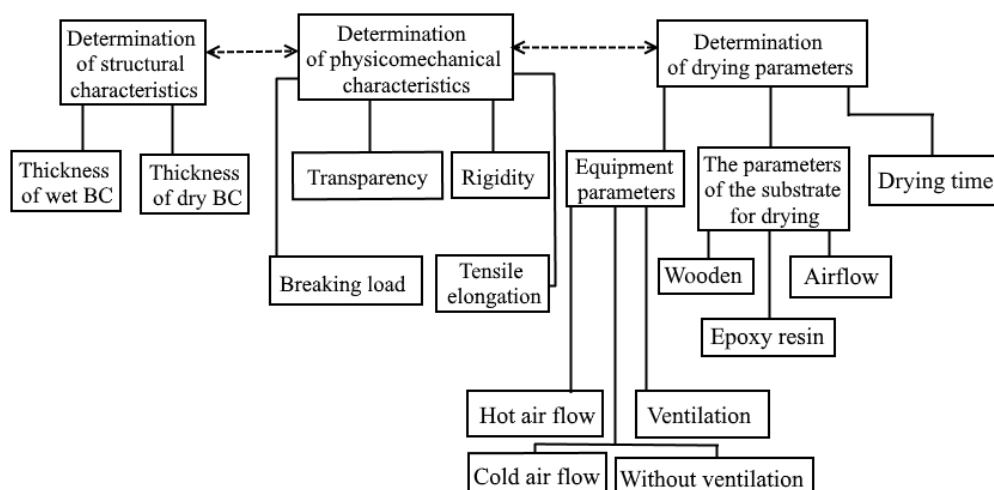 Determination
of structural
characteristics
Determination
of physicomechanical
characteristics
Determination
of drying parameters
Thickness
of wet BC
Thickness
of dry BC
Transparency
Rigidity
Equipment
parameters
The parameters
of the substrate
for drying
Drying time
Breaking load
Tensile
elongation
Wooden
Airflow
Epoxy resin
Hot air flow
Ventilation
Cold air flow
Without ventilation